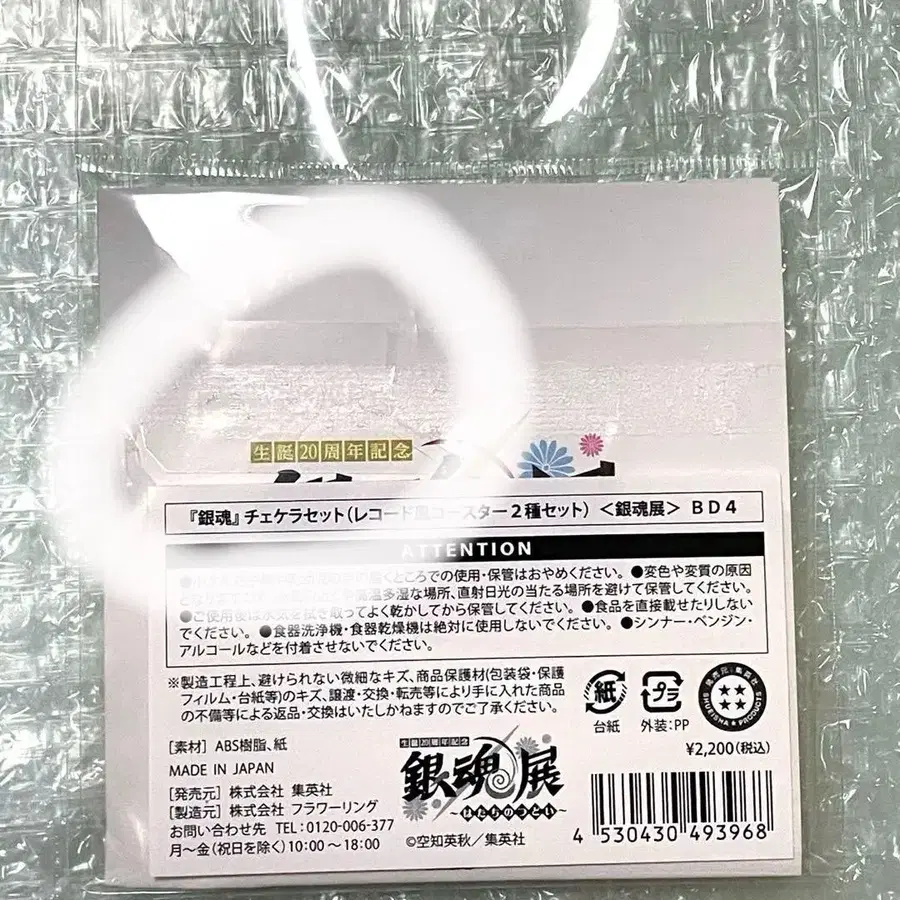 生誕20周年記念
『銀魂』チェケラセット(レコード風コースター2種セット) <銀魂展> BD4
ATTENTION
くところでの使用・保管はおやめください。 ●変色や変質の原因
高温多湿な場所、直射日光の当たる場所を避けて保管してください。
●ご使用後は水気を拭き取ってよく乾かしてから保管してください。 ●食品を直接載せたりしない
でください。 ●食器洗浄機・食器乾燥機は絶対に使用しないでください。 ●シンナー・ベンジン・
アルコールなどを付着させないでください。
※製造工程上、避けられない微細なキズ、商品保護材(包装袋・保護
フィルム・台紙等)のキズ、譲渡・交換・転売等により手に入れた商品
の不備等による返品・交換はいたしかねますのでご了承ください。
紙
台紙
プラ
外装:PP
発売元 集英社
SHUEISHA ★ PRODUCTS
¥2,200(税込)
[素材] ABS樹脂、紙
MADE IN JAPAN
[発売元] 株式会社 集英社
[製造元] 株式会社 フラワーリング
お問い合わせ先 TEL:0120-006-377
月~金(祝日を除く)10:00~18:00
生誕20周年記念
銀魂展
~はたちのつどい~
©空知英秋/集英社
4 530430 493968